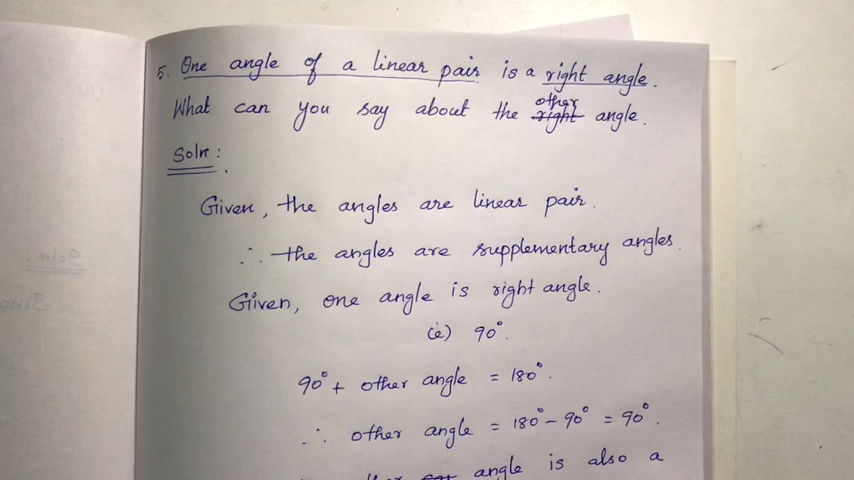 5. One angle of a linear pair is a right angle.
What can you say about the other angle.
Soln:
Given, the angles are linear pair.
∴ the angles are supplementary angles.
Given, one angle is right angle.
(ie) 90°.
90° + other angle = 180°.
∴ other angle = 180° - 90° = 90°.
angle is also a